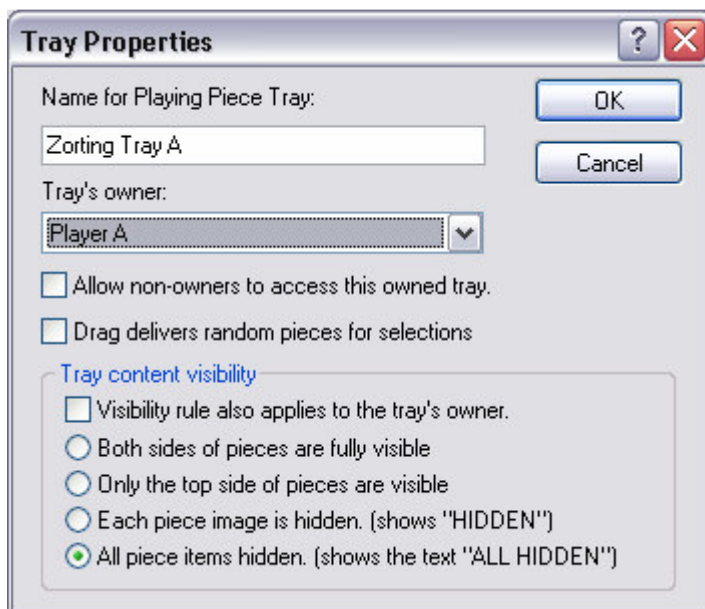 Tray Properties
Name for Playing Piece Tray:
OK
Zorting Tray A
Cancel
Tray's owner:
Player A
Allow non-owners to access this owned tray.
Drag delivers random pieces for selections
Tray content visibility
Visibility rule also applies to the tray's owner.
Both sides of pieces are fully visible
Only the top side of pieces are visible
Each piece image is hidden. (shows "HIDDEN")
All piece items hidden. (shows the text "ALL HIDDEN")